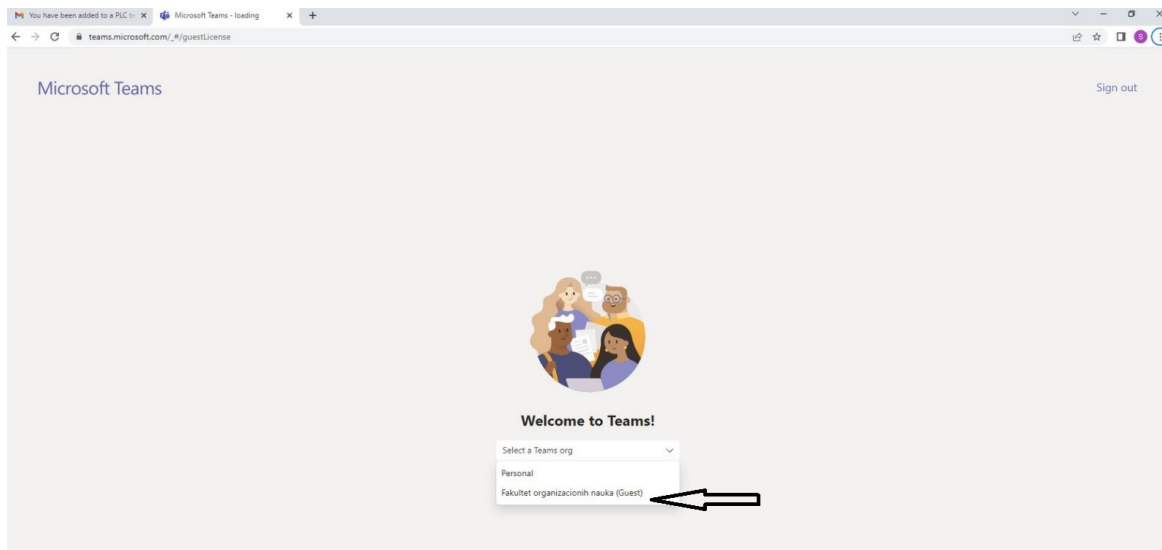 You have been added to a PLC te
Microsoft Teams - loading
teams.microsoft.com/_#/guestLicense
S
Microsoft Teams
Sign out
Welcome to Teams!
Select a Teams org
Personal
Fakultet organizacionih nauka (Guest)